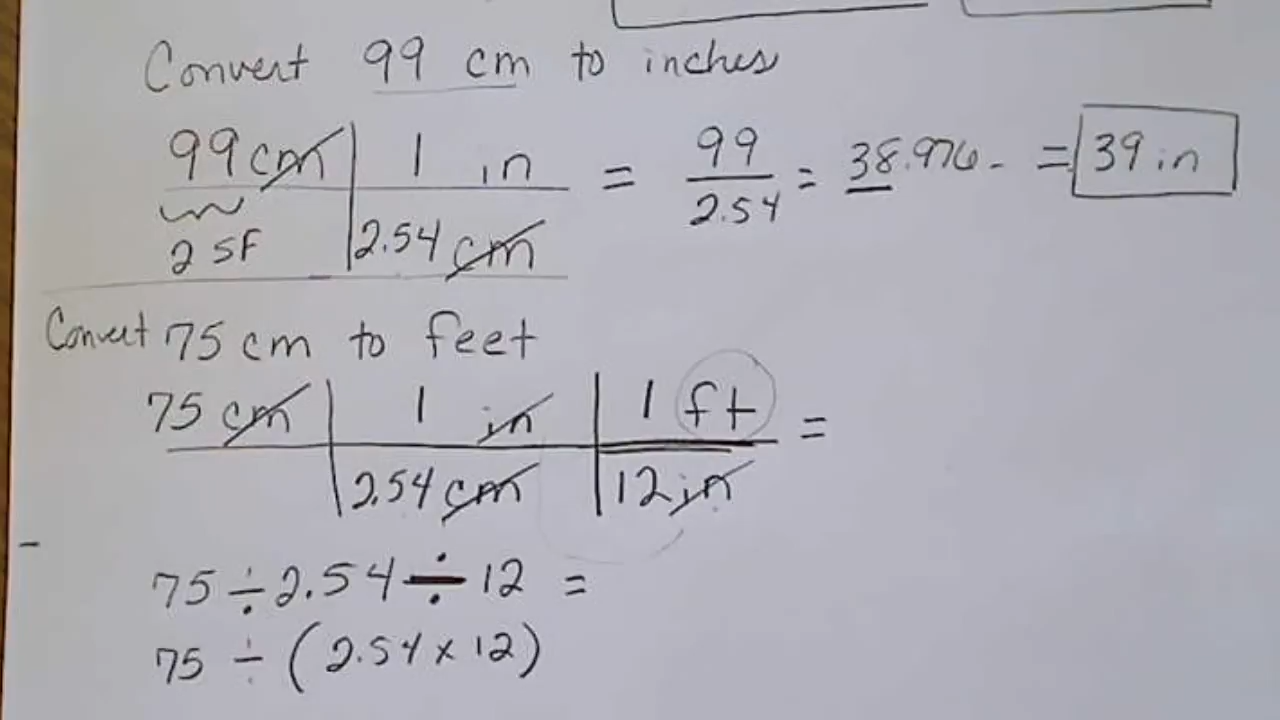 Convert 99 cm to inches
99 cm | 1 in = 99 = 38.976- = 39 in
2 SF | 2.54 cm 2.54
Convert 75 cm to feet
75 cm | 1 in | 1 ft =
2.54 cm | 12 in
75 ÷ 2.54 ÷ 12 =
75 ÷ (2.54 x 12)